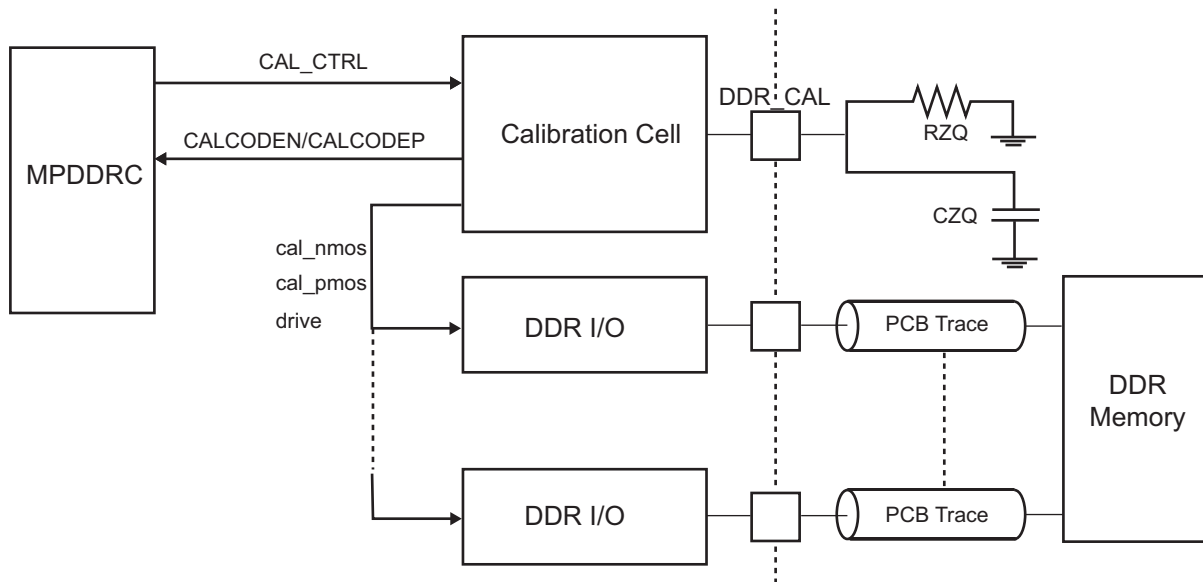 CAL_CTRL
DDR_CAL
CALCODEN/CALCODEP
Calibration Cell
RZQ
MPDDRC
CZQ
cal_nmos
cal_pmos
drive
DDR I/O
PCB Trace
DDR
Memory
DDR I/O
PCB Trace